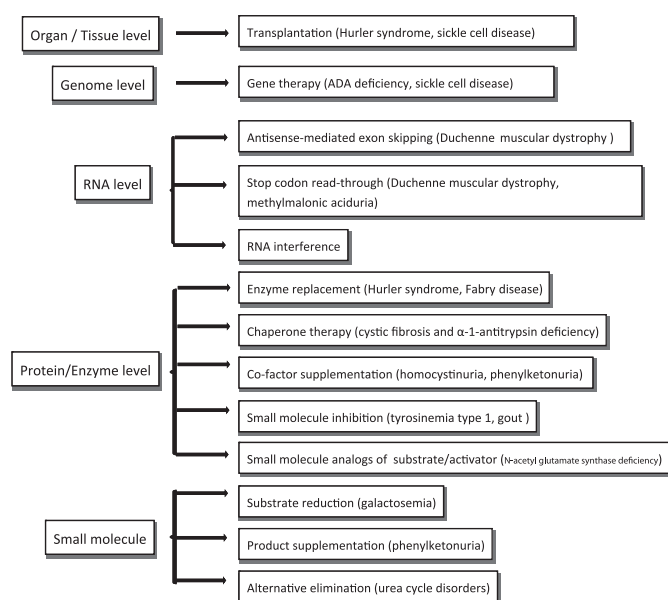 Organ / Tissue level
Transplantation (Hurler syndrome, sickle cell disease)
Genome level
Gene therapy (ADA deficiency, sickle cell disease)
RNA level
Antisense-mediated exon skipping (Duchenne muscular dystrophy )
Stop codon read-through (Duchenne muscular dystrophy,
methylmalonic aciduria)
RNA interference
Protein/Enzyme level
Enzyme replacement (Hurler syndrome, Fabry disease)
Chaperone therapy (cystic fibrosis and α-1-antitrypsin deficiency)
Co-factor supplementation (homocystinuria, phenylketonuria)
Small molecule inhibition (tyrosinemia type 1, gout )
Small molecule analogs of substrate/activator (N-acetyl glutamate synthase deficiency)
Small molecule
Substrate reduction (galactosemia)
Product supplementation (phenylketonuria)
Alternative elimination (urea cycle disorders)